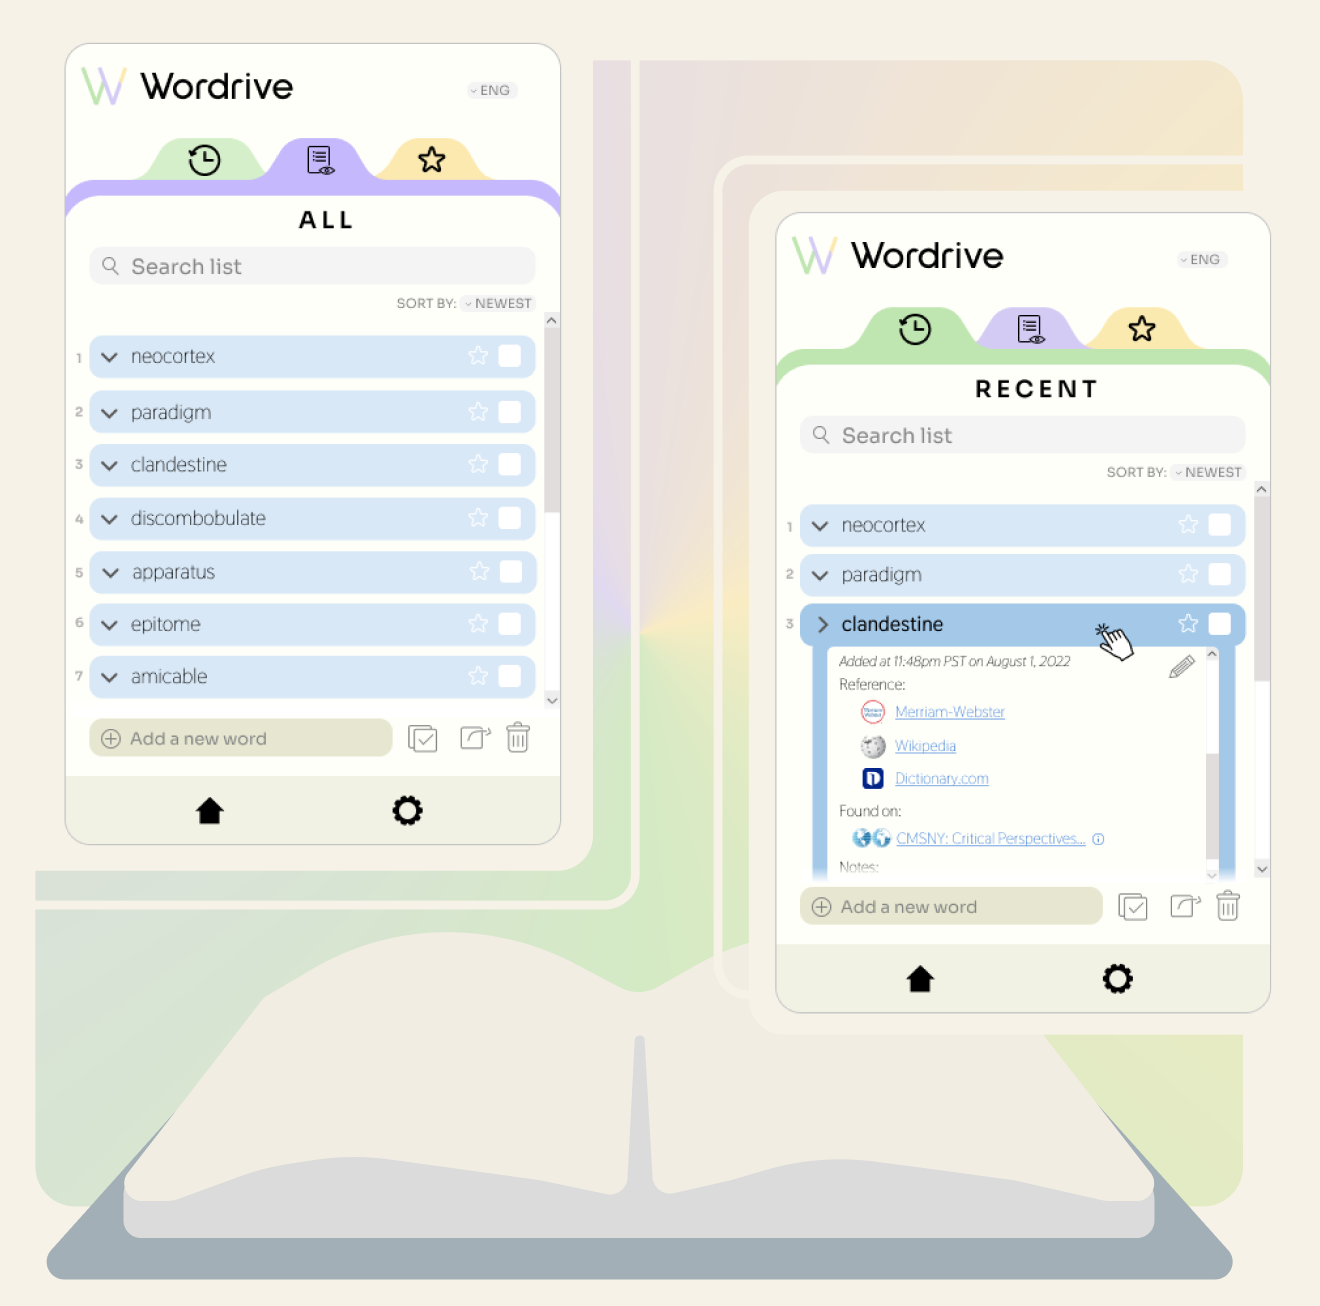 Wordrive
ENG
ALL
Search list
SORT BY: NEWEST
1 neocortex
2 paradigm
3 clandestine
4 discombobulate
5 apparatus
6 epitome
7 amicable
Add a new word
Wordrive
ENG
RECENT
Search list
SORT BY: NEWEST
1 neocortex
2 paradigm
3 clandestine
Added at 11:48pm PST on August 1, 2022
Reference:
Merriam-Webster
Wikipedia
Dictionary.com
Found on:
CMSNY: Critical Perspectives...
Notes:
Add a new word